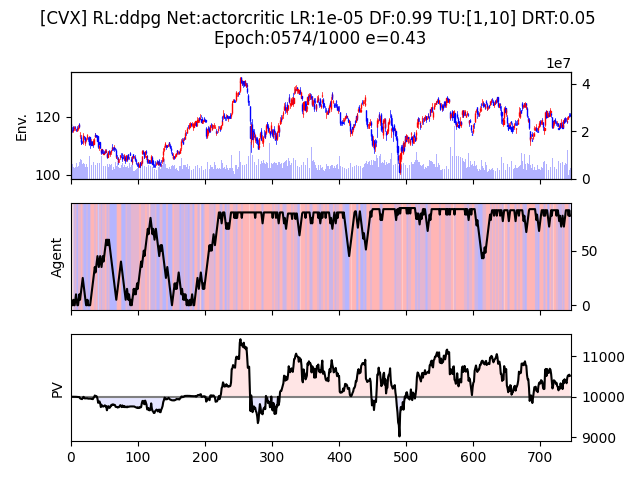 [CVX] RL:ddpg Net:actorcritic LR:1e-05 DF:0.99 TU:[1,10] DRT:0.05
Epoch:0574/1000 e=0.43
1e7
Env.
120
100
4
2
0
Agent
50
0
PV
11000
10000
9000
0 100 200 300 400 500 600 700